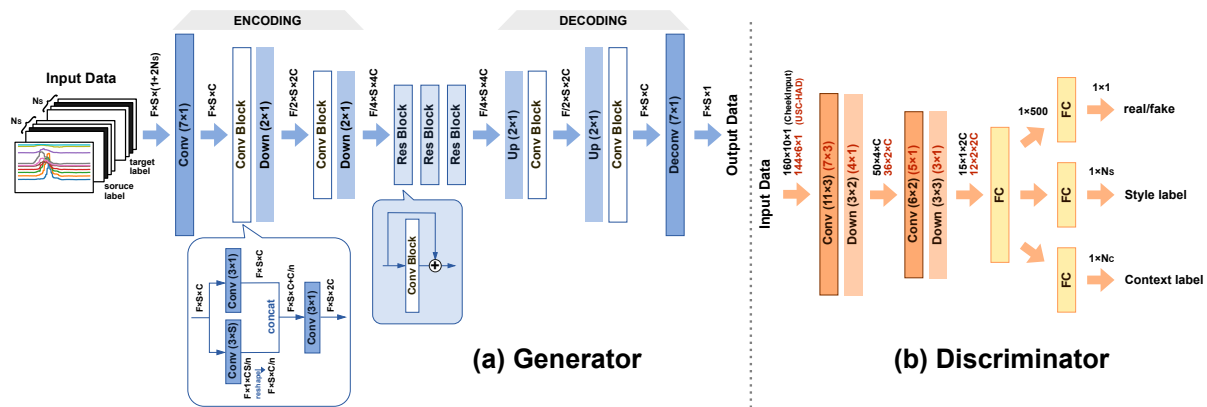 ENCODING
DECODING
Input Data
Ns
Ns
target
label
soruce
label
F×S×(1+2Ns)
Conv (7×1)
F×S×C
Conv Block
Down (2×1)
F/2×S×2C
Conv Block
Down (2×1)
F/4×S×4C
Res Block
Res Block
Res Block
F/4×S×4C
Up (2×1)
Conv Block
F/2×S×2C
Up (2×1)
Conv Block
F×S×C
Deconv (7×1)
F×S×1
Output Data
F×S×C
Conv (3×1)
F×S×C
Conv (3×S)
F×1×CS/n
reshape
F×S×C/n
concat
F×S×C+C/n
Conv (3×1)
F×S×2C
Conv Block
(a) Generator
Input Data
160×10×1 (CheekInput)
144×6×1 (USC-HAD)
Conv (11×3) (7×3)
Down (3×2) (4×1)
50×4×C
36×2×C
Conv (6×2) (5×1)
Down (3×3) (3×1)
15×1×2C
12×2×2C
FC
1×500
FC
1×1
real/fake
FC
1×Ns
Style label
FC
1×Nc
Context label
(b) Discriminator